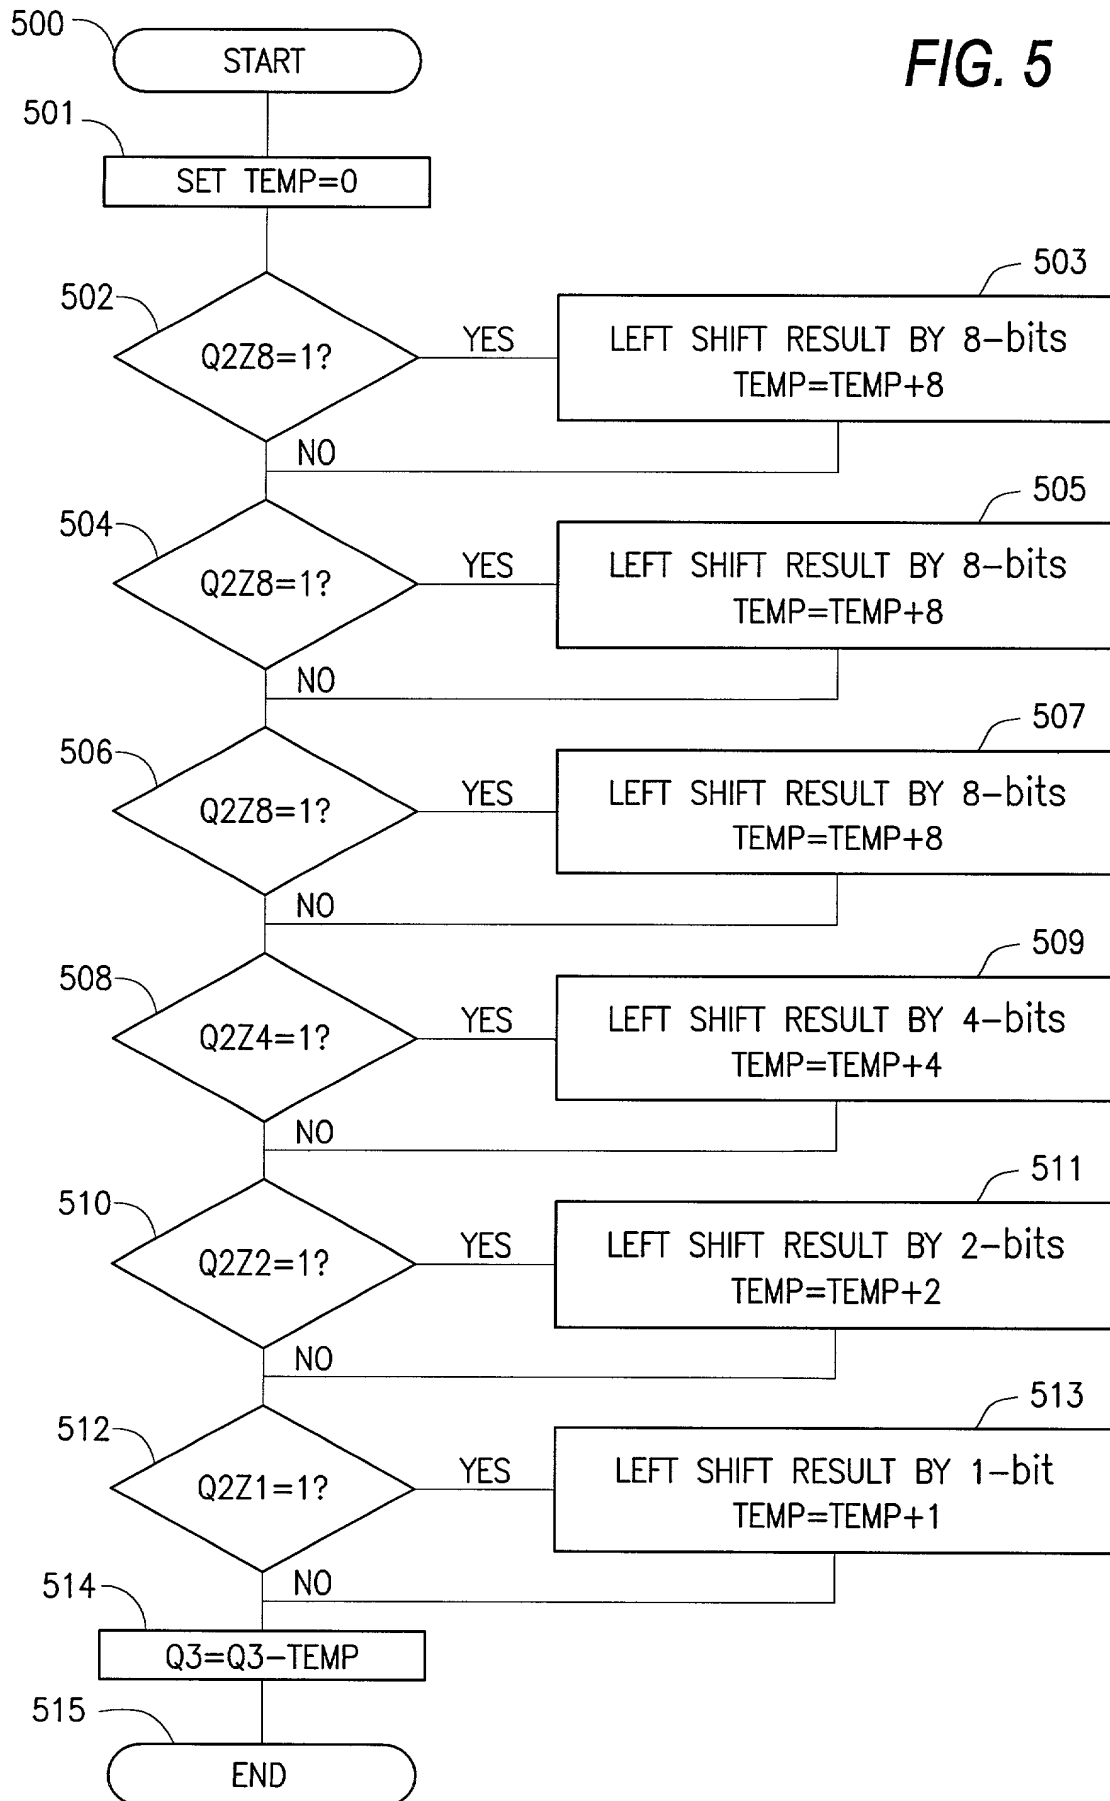 500
START
FIG. 5
501
SET TEMP=0
502
Q2Z8=1?
YES
503
LEFT SHIFT RESULT BY 8-bits
TEMP=TEMP+8
NO
504
Q2Z8=1?
YES
505
LEFT SHIFT RESULT BY 8-bits
TEMP=TEMP+8
NO
506
Q2Z8=1?
YES
507
LEFT SHIFT RESULT BY 8-bits
TEMP=TEMP+8
NO
508
Q2Z4=1?
YES
509
LEFT SHIFT RESULT BY 4-bits
TEMP=TEMP+4
NO
510
Q2Z2=1?
YES
511
LEFT SHIFT RESULT BY 2-bits
TEMP=TEMP+2
NO
512
Q2Z1=1?
YES
513
LEFT SHIFT RESULT BY 1-bit
TEMP=TEMP+1
NO
514
Q3=Q3-TEMP
515
END